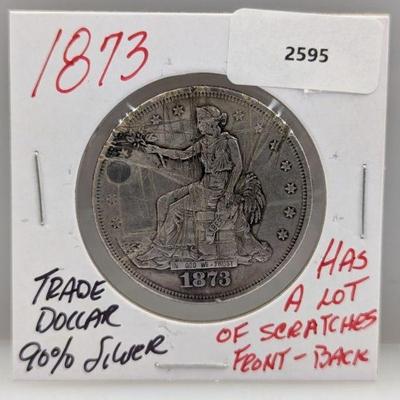 1873
2595
IN GOD WE TRUST
1873
TRADE
DOLLAR
90% SILVER
HAS
A LOT
OF SCRATCHES
FRONT-BACK